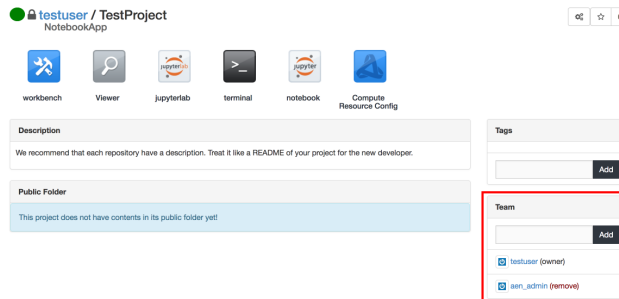 testuser / TestProject
NotebookApp
jupyterlab
>_
jupyter
workbench
Viewer
jupyterlab
terminal
notebook
Compute
Resource Config
Description
We recommend that each repository have a description. Treat it like a README of your project for the new developer.
Public Folder
This project does not have contents in its public folder yet!
Tags
Add
Team
Add
testuser (owner)
aen_admin (remove)